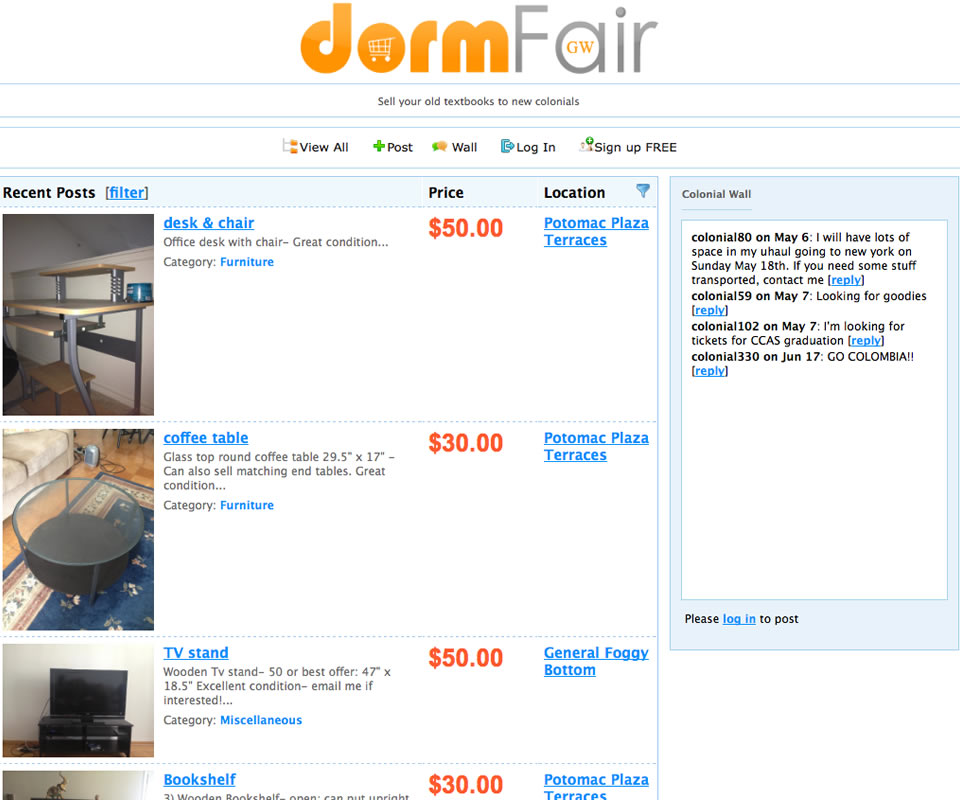 dormFair
GW
Sell your old textbooks to new colonials
View All Post Wall Log In Sign up FREE
Recent Posts [filter] Price Location
desk & chair
Office desk with chair– Great condition...
Category: Furniture
$50.00
Potomac Plaza
Terraces
coffee table
Glass top round coffee table 29.5" x 17" –
Can also sell matching end tables. Great
condition...
Category: Furniture
$30.00
Potomac Plaza
Terraces
TV stand
Wooden Tv stand– 50 or best offer: 47" x
18.5" Excellent condition– email me if
interested!...
Category: Miscellaneous
$50.00
General Foggy
Bottom
Bookshelf
3) Wooden Bookshelf– open; can put upright
$30.00
Potomac Plaza
Terraces
Colonial Wall
colonial80 on May 6: I will have lots of
space in my uhaul going to new york on
Sunday May 18th. If you need some stuff
transported, contact me [reply]
colonial59 on May 7: Looking for goodies
[reply]
colonial102 on May 7: I'm looking for
tickets for CCAS graduation [reply]
colonial330 on Jun 17: GO COLOMBIA!!
[reply]
Please log in to post